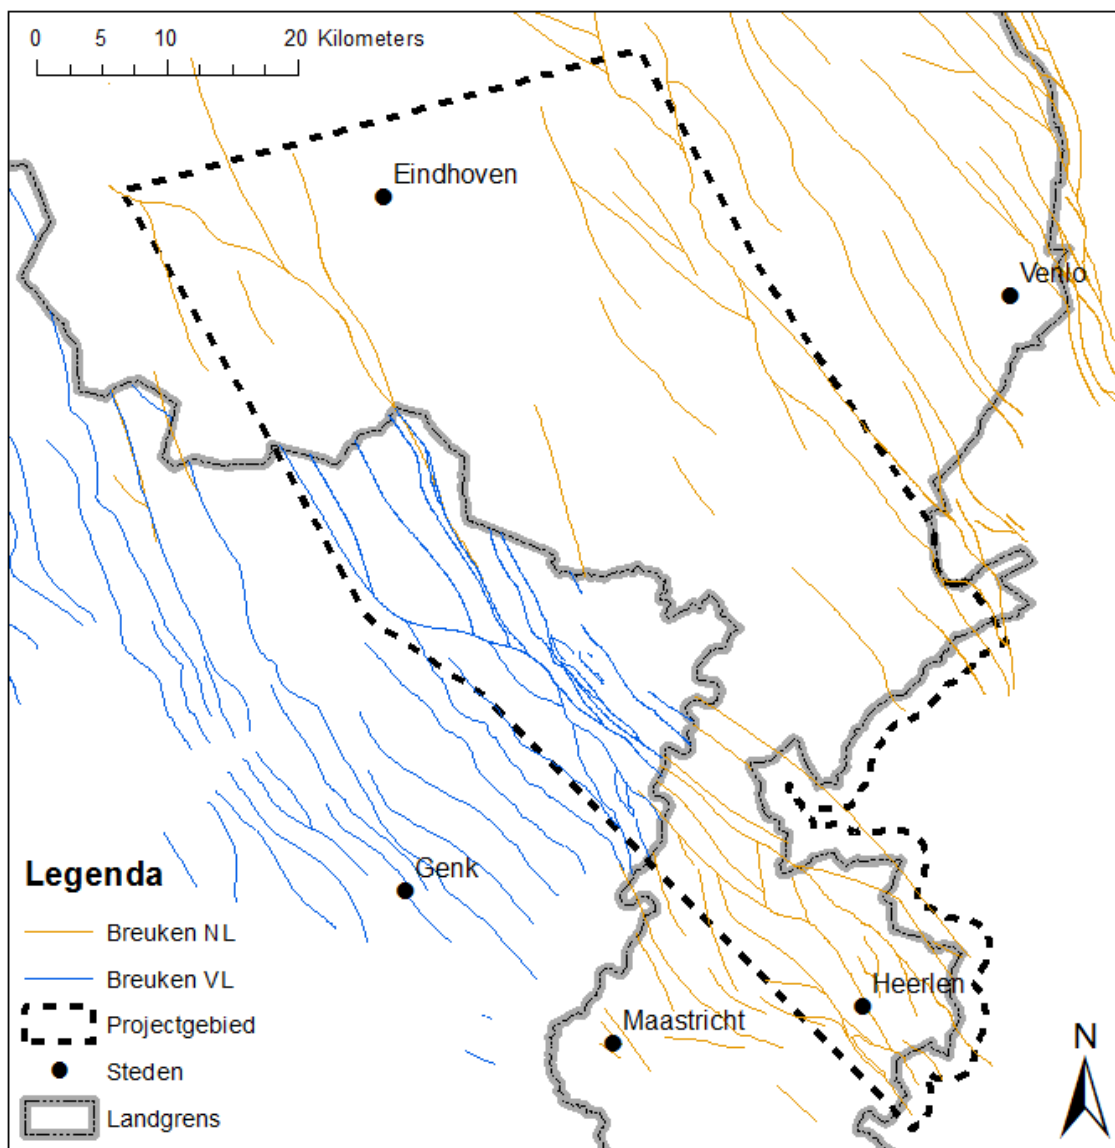 0 5 10 20 Kilometers
Eindhoven
Venlo
Genk
Heerlen
Maastricht
Legenda
Breuken NL
Breuken VL
Projectgebied
Steden
Landgrens
N